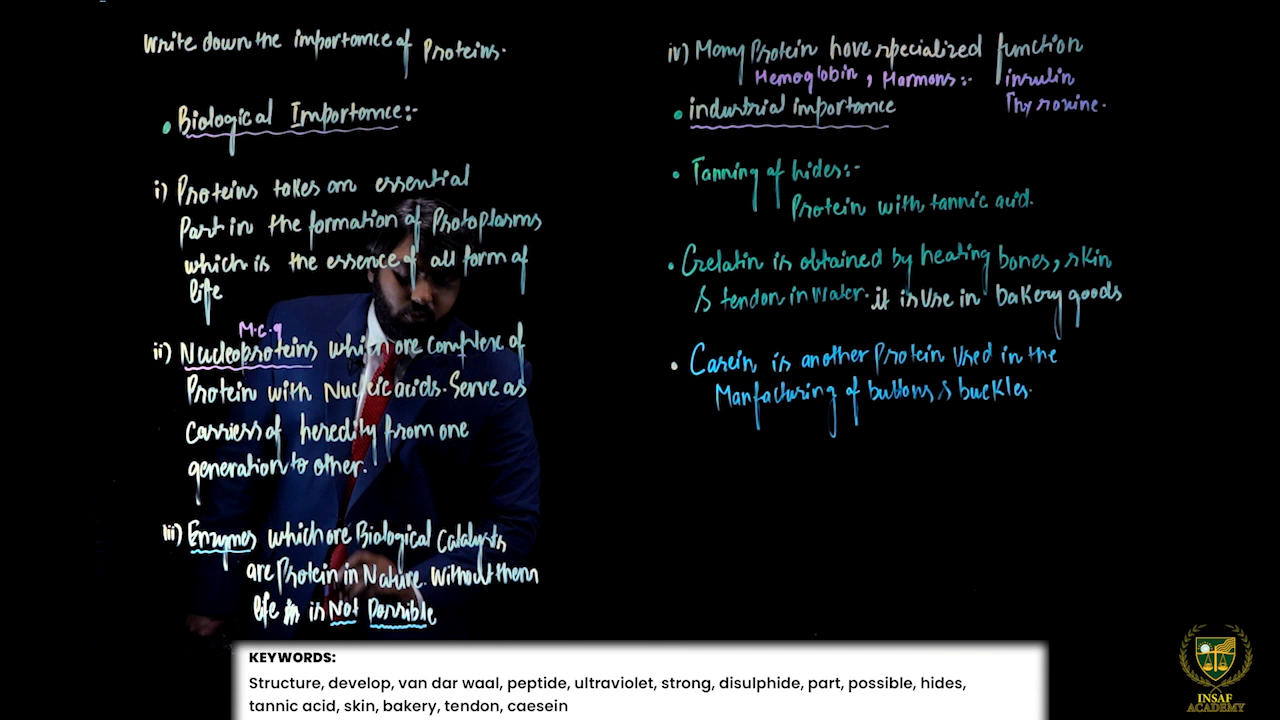 Write down the importance of Proteins.
• Biological Importance:-
i) Proteins takes an essential
Part in the formation of Protoplasms
which is the essence of all form of
life
M.C.q
ii) Nucleoproteins which are complexe of
Protein with Nucleic acids. Serve as
carriess of heredity from one
generation to other.
iii) Enzymes which are Biological Catalysts
are Protein in Nature. Without them
life is Not Possible
iv) Many Protein have specialized function
Hemoglobin, Harmons:- insulin
Thyroxine.
• industrial importance
• Tanning of hides:-
Protein with tannic acid.
• Gelatin is obtained by heating bones, skin
& tendon in Water. it is Use in bakery goods
• Casein is another Protein Used in the
Manfacturing of buttons & buckles.
KEYWORDS:
Structure, develop, van dar waal, peptide, ultraviolet, strong, disulphide, part, possible, hides,
tannic acid, skin, bakery, tendon, caesein
INSAF
ACADEMY